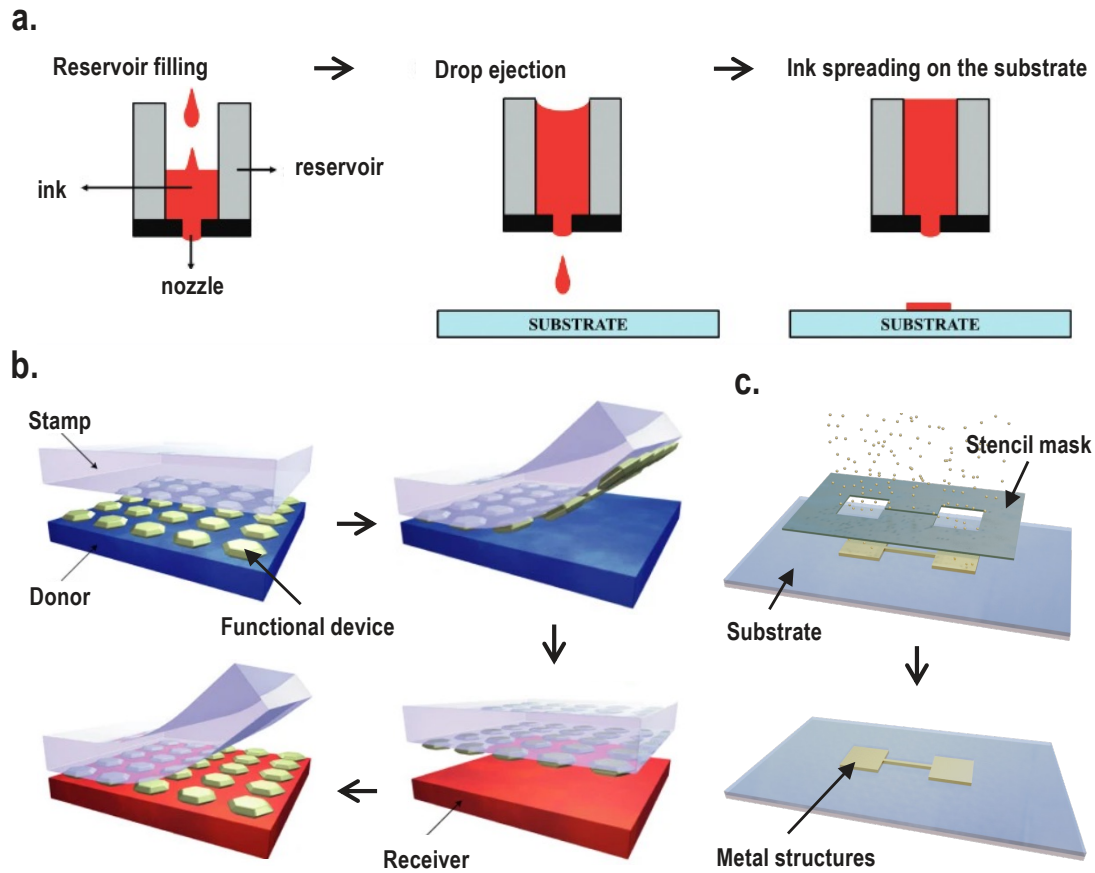 a.
Reservoir filling
Drop ejection
Ink spreading on the substrate
reservoir
ink
nozzle
SUBSTRATE
SUBSTRATE
b.
c.
Stamp
Stencil mask
Donor
Functional device
Substrate
Receiver
Metal structures